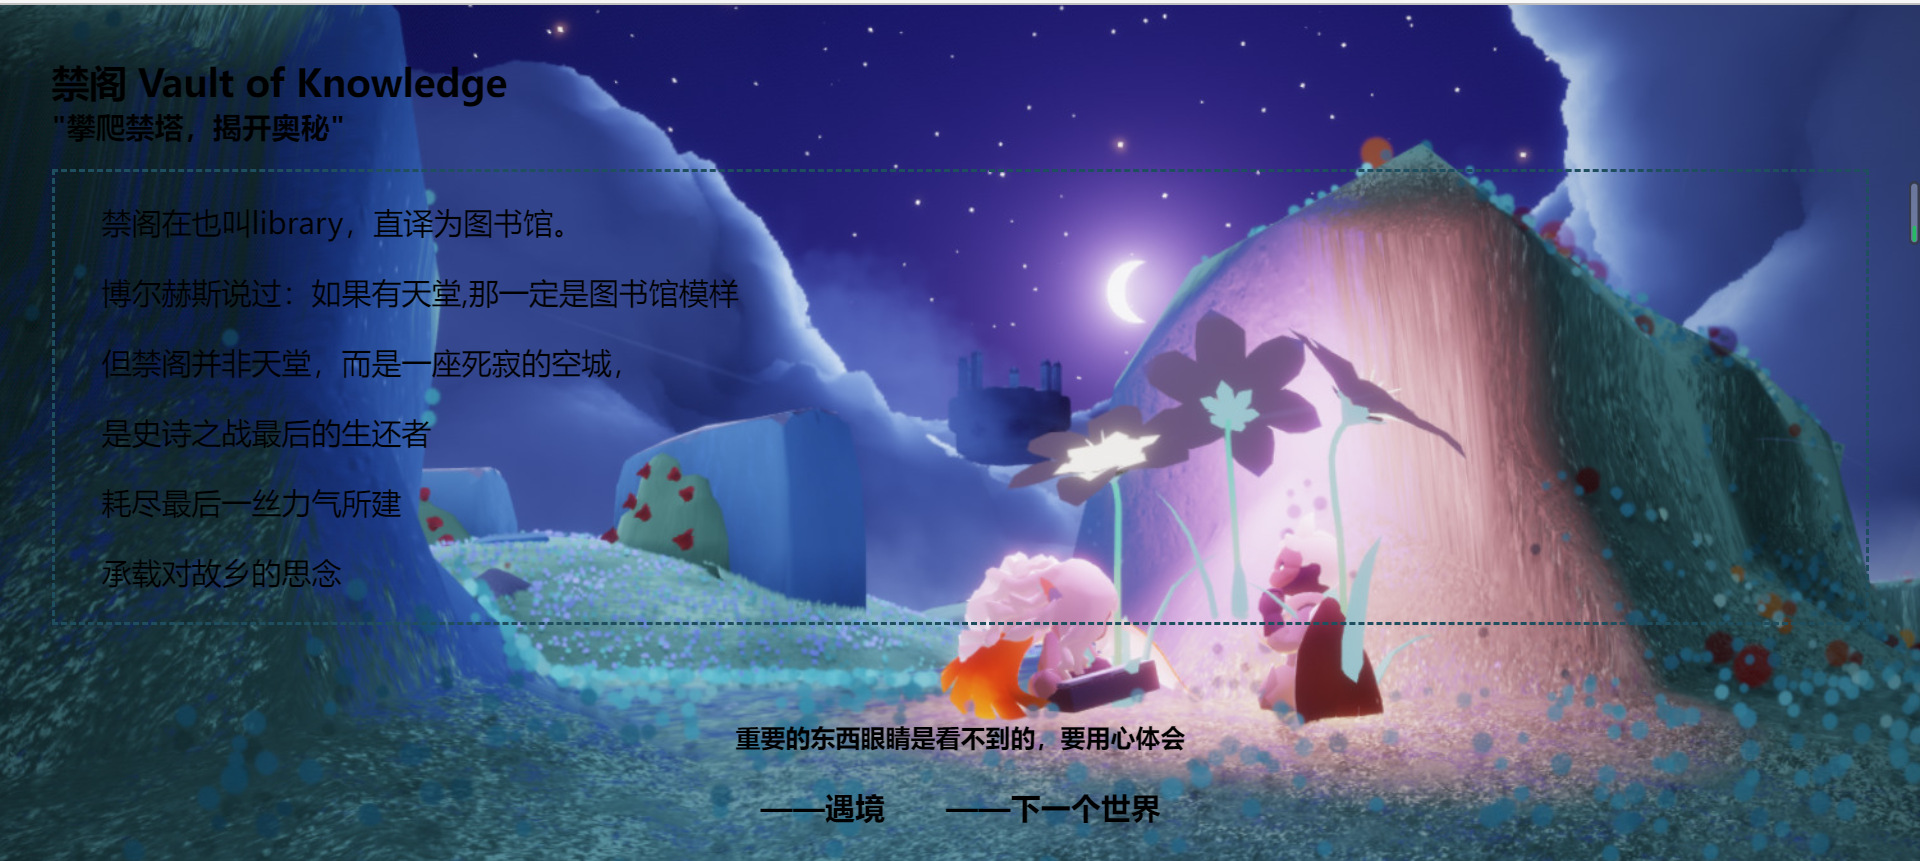 禁阁 Vault of Knowledge
"攀爬禁塔，揭开奥秘"
禁阁在也叫library，直译为图书馆。
博尔赫斯说过：如果有天堂,那一定是图书馆模样
但禁阁并非天堂，而是一座死寂的空城，
是史诗之战最后的生还者
耗尽最后一丝力气所建
承载对故乡的思念
重要的东西眼睛是看不到的，要用心体会
——遇境 ——下一个世界